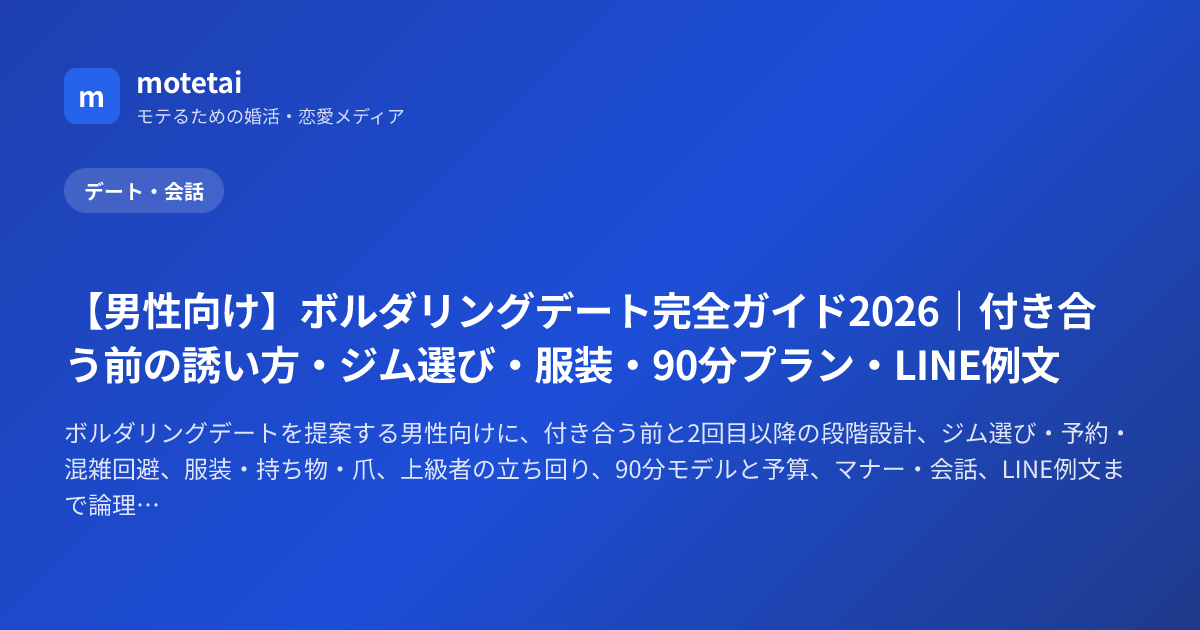 m
motetai
モテるための婚活・恋愛メディア
デート・会話
【男性向け】ボルダリングデート完全ガイド2026｜付き合
う前の誘い方・ジム選び・服装・90分プラン・LINE例文
ボルダリングデートを提案する男性向けに、付き合う前と2回目以降の段階設計、ジム選び・予約・
混雑回避、服装・持ち物・爪、上級者の立ち回り、90分モデルと予算、マナー・会話、LINE例文ま
で論理…